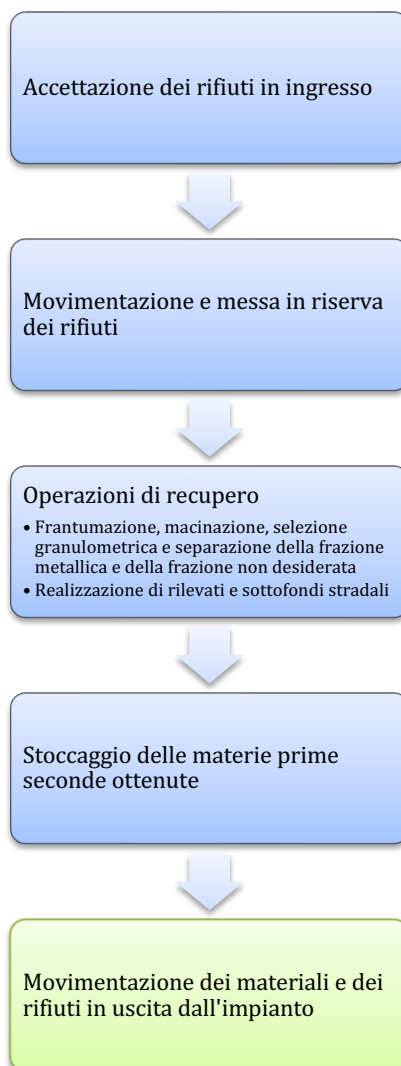 Accettazione dei rifiuti in ingresso
Movimentazione e messa in riserva
dei rifiuti
Operazioni di recupero
• Frantumazione, macinazione, selezione
granulometrica e separazione della frazione
metallica e della frazione non desiderata
• Realizzazione di rilevati e sottofondi stradali
Stoccaggio delle materie prime
seconde ottenute
Movimentazione dei materiali e dei
rifiuti in uscita dall'impianto